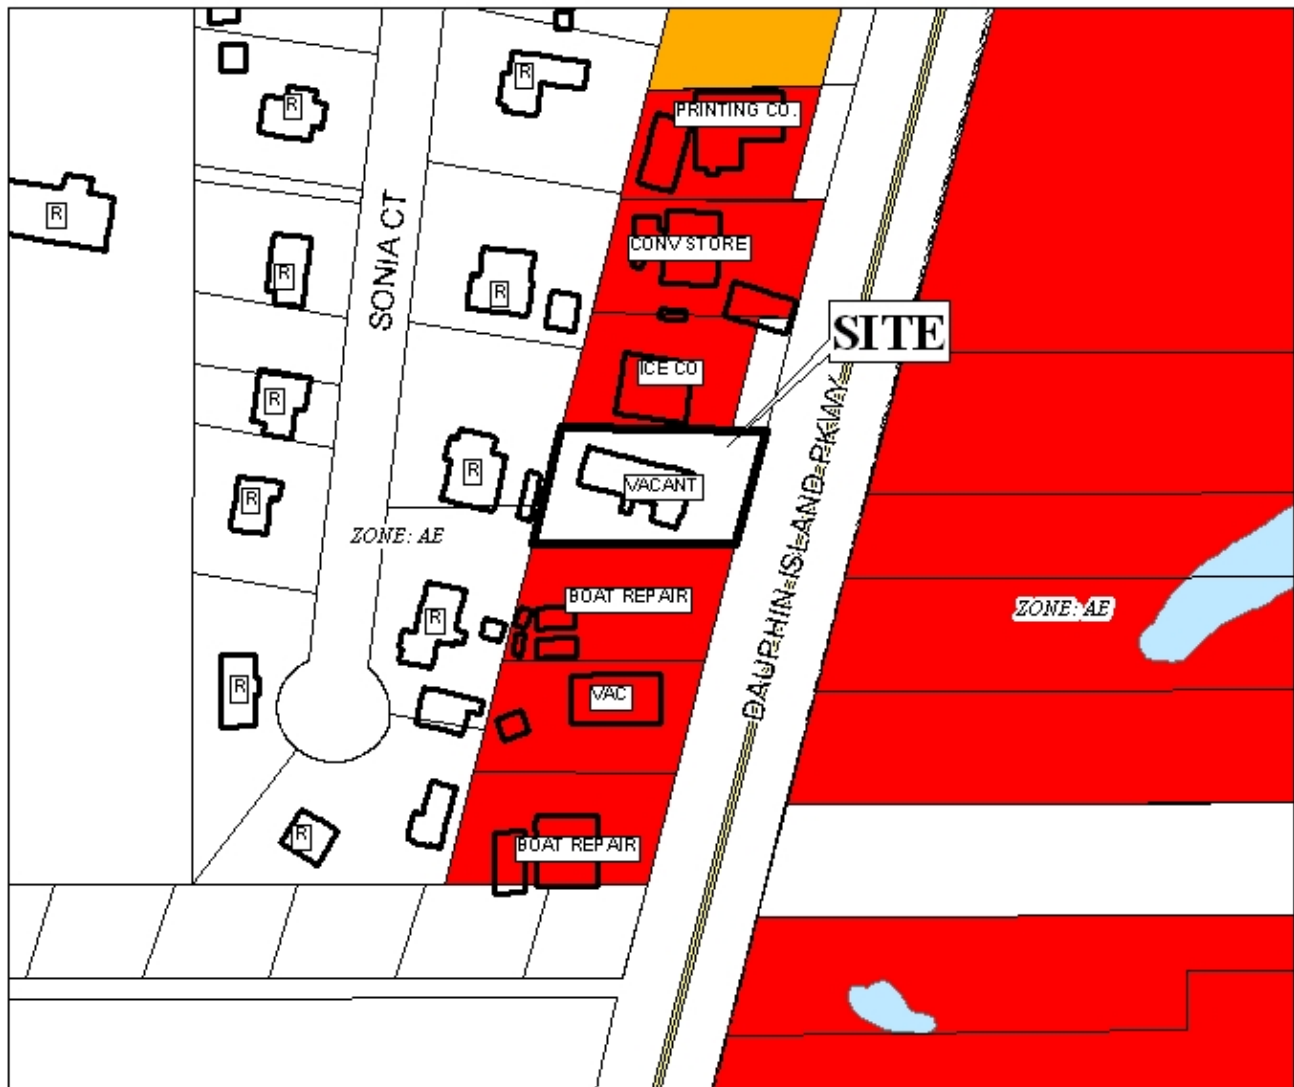 R
R
PRINTING CO.
R
SONIA CT
CONV STORE
R
R
SITE
ICE CO
R
R
VACANT
R
ZONE: AE
DAUPHIN ISLAND PKWY
BOAT REPAIR
ZONE: AE
R
R
VAC
R
BOAT REPAIR